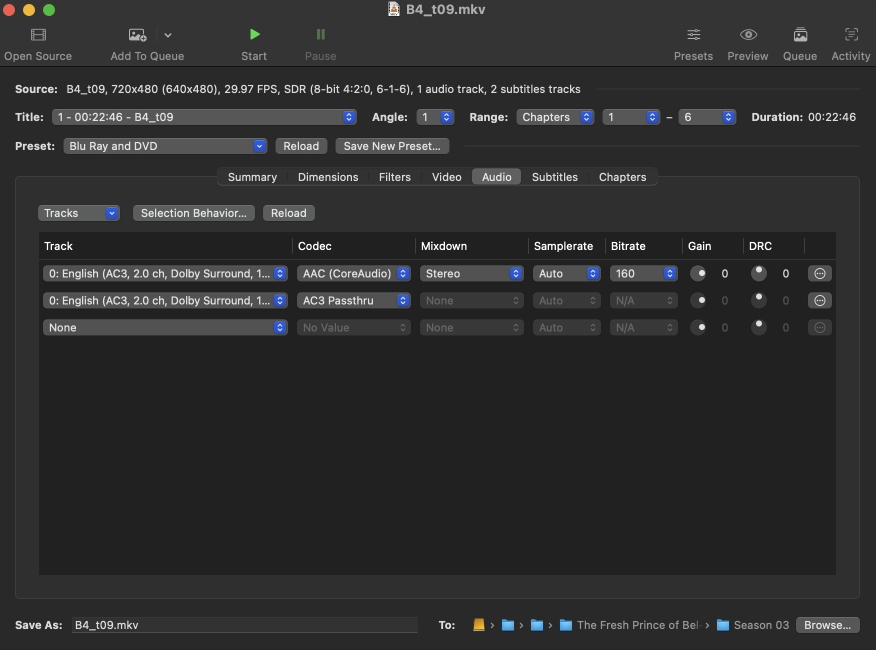 B4_t09.mkv
Open Source Add To Queue Start Pause Presets Preview Queue Activity
Source: B4_t09, 720x480 (640x480), 29.97 FPS, SDR (8-bit 4:2:0, 6-1-6), 1 audio track, 2 subtitles tracks
Title: 1 - 00:22:46 - B4_t09 Angle: 1 Range: Chapters 1 – 6 Duration: 00:22:46
Preset: Blu Ray and DVD Reload Save New Preset...
Summary Dimensions Filters Video Audio Subtitles Chapters
Tracks Selection Behavior... Reload
Track Codec Mixdown Samplerate Bitrate Gain DRC
0: English (AC3, 2.0 ch, Dolby Surround, 1... AAC (CoreAudio) Stereo Auto 160 0 0
0: English (AC3, 2.0 ch, Dolby Surround, 1... AC3 Passthru None Auto N/A 0 0
None No Value None Auto N/A 0 0
Save As: B4_t09.mkv To: › › › The Fresh Prince of Bel › Season 03 Browse...